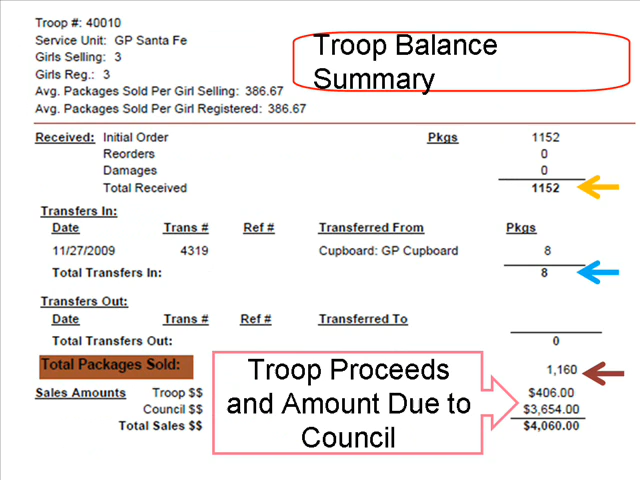 Troop #: 40010
Service Unit: GP Santa Fe
Girls Selling: 3
Girls Reg.: 3
Avg. Packages Sold Per Girl Selling: 386.67
Avg. Packages Sold Per Girl Registered: 386.67
Troop Balance
Summary
Received: Initial Order Pkgs 1152
Reorders 0
Damages 0
Total Received 1152
Transfers In:
Date Trans # Ref # Transferred From Pkgs
11/27/2009 4319 Cupboard: GP Cupboard 8
Total Transfers In: 8
Transfers Out:
Date Trans # Ref # Transferred To
Total Transfers Out: 0
Total Packages Sold: 1,160
Sales Amounts Troop $$ $406.00
Council $$ $3,654.00
Total Sales $$ $4,060.00
Troop Proceeds
and Amount Due to
Council